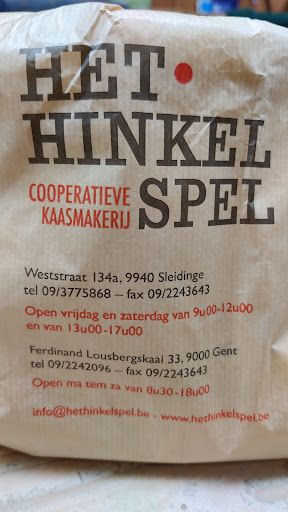 HET•
HINKEL
COOPERATIEVE
KAASMAKERIJ SPEL
Weststraat 134a, 9940 Sleidinge
tel 09/3775868 – fax 09/2243643
Open vrijdag en zaterdag van 9u00-12u00
en van 13u00-17u00
Ferdinand Lousbergskaai 33, 9000 Gent
tel 09/2242096 – fax 09/2243643
Open ma tem za van 8u30-18u00
info@hethinkelspel.be - www.hethinkelspel.be